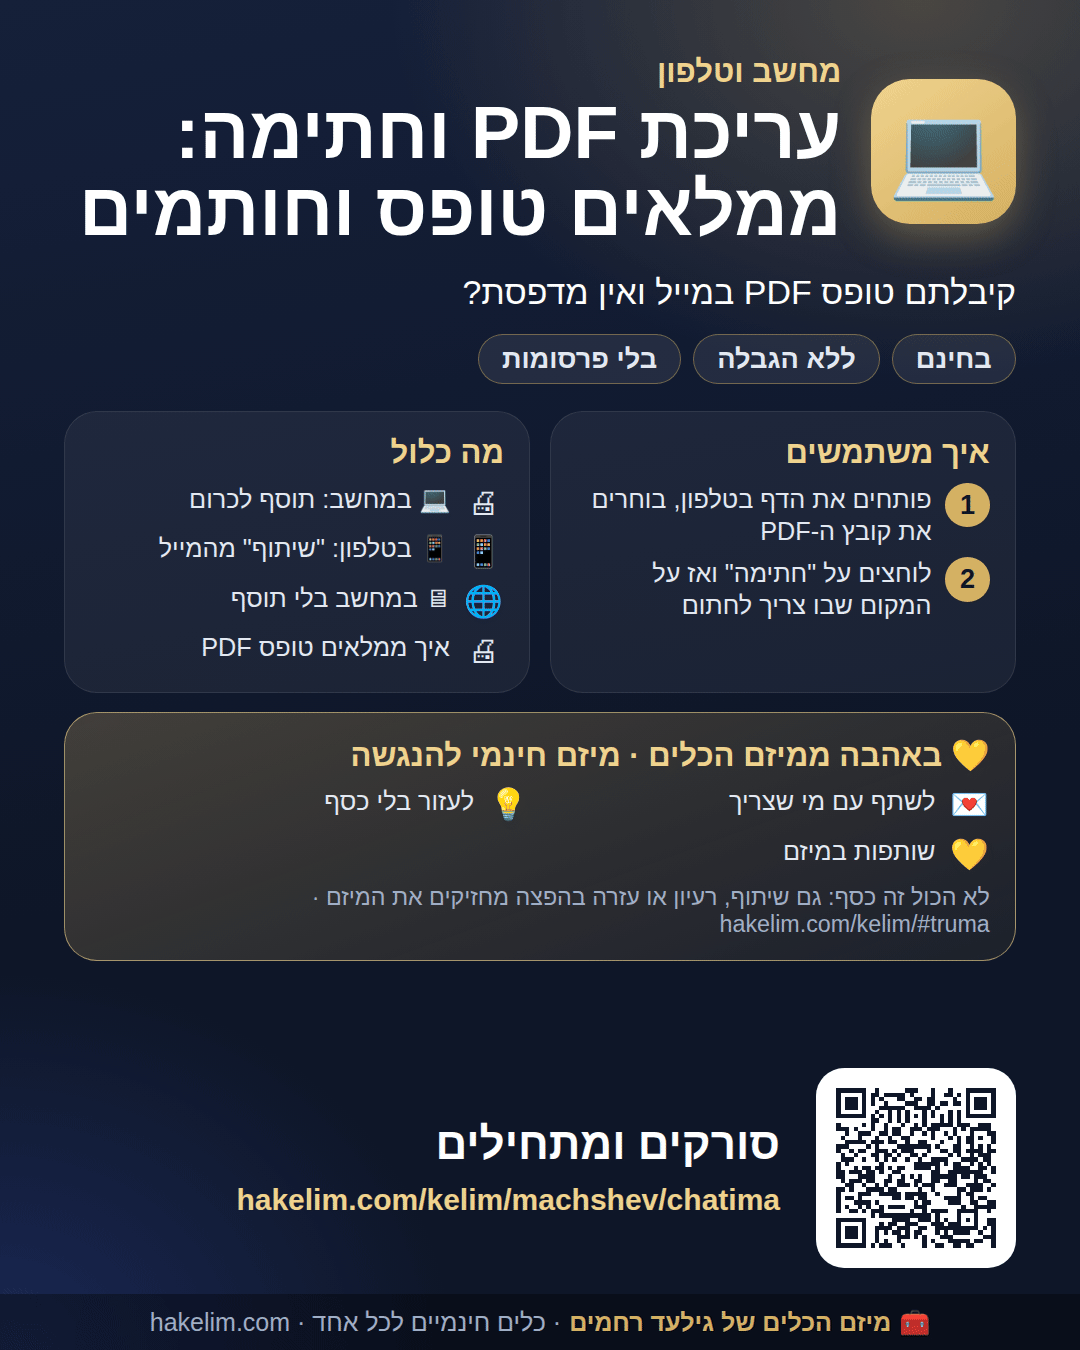 מחשב וטלפון
עריכת PDF וחתימה:
ממלאים טופס וחותמים
קיבלתם טופס PDF במייל ואין מדפסת?
בחינם
ללא הגבלה
בלי פרסומות
איך משתמשים
1 פותחים את הדף בטלפון, בוחרים
את קובץ ה-PDF
2 לוחצים על "חתימה" ואז על
המקום שבו צריך לחתום
מה כלול
🖨 💻 במחשב: תוסף לכרום
📱 📱 בטלפון: "שיתוף" מהמייל
🌐 🖥 במחשב בלי תוסף
🖨 איך ממלאים טופס PDF
💛 באהבה ממיזם הכלים · מיזם חינמי להנגשה
💌 לשתף עם מי שצריך
💡 לעזור בלי כסף
💛 שותפות במיזם
לא הכול זה כסף: גם שיתוף, רעיון או עזרה בהפצה מחזיקים את המיזם ·
hakelim.com/kelim/#truma
סורקים ומתחילים
hakelim.com/kelim/machshev/chatima
🧰 מיזם הכלים של גילעד רחמים · כלים חינמיים לכל אחד · hakelim.com